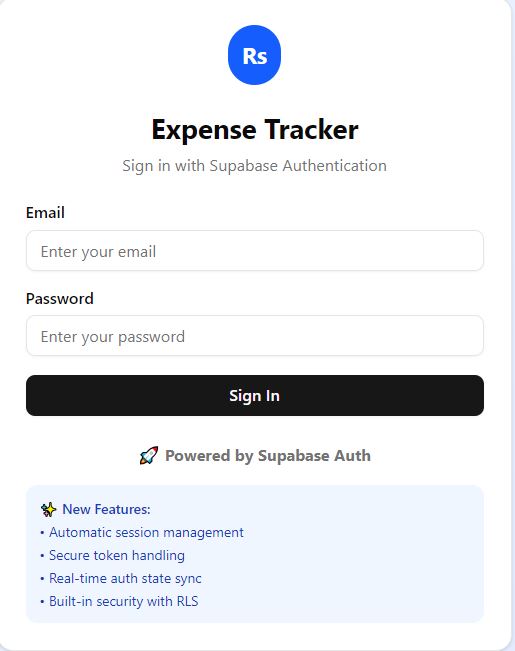 Rs
Expense Tracker
Sign in with Supabase Authentication
Email
Enter your email
Password
Enter your password
Sign In
🚀 Powered by Supabase Auth
✨ New Features:
• Automatic session management
• Secure token handling
• Real-time auth state sync
• Built-in security with RLS